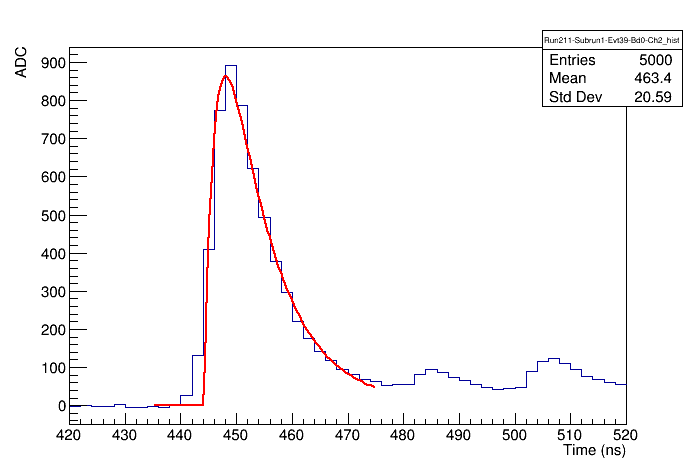 Run211-Subrun1-Evt39-Bd0-Ch2_hist
Entries 5000
Mean 463.4
Std Dev 20.59
ADC
900
800
700
600
500
400
300
200
100
0
420 430 440 450 460 470 480 490 500 510 520
Time (ns)